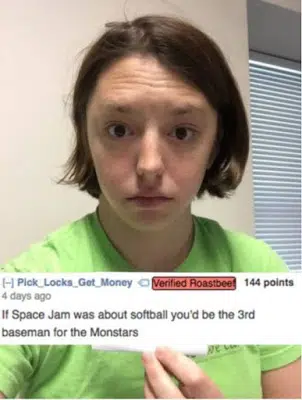 [-] Pick_Locks_Get_Money Verified Roastbeef 144 points
4 days ago
If Space Jam was about softball you'd be the 3rd
baseman for the Monstars